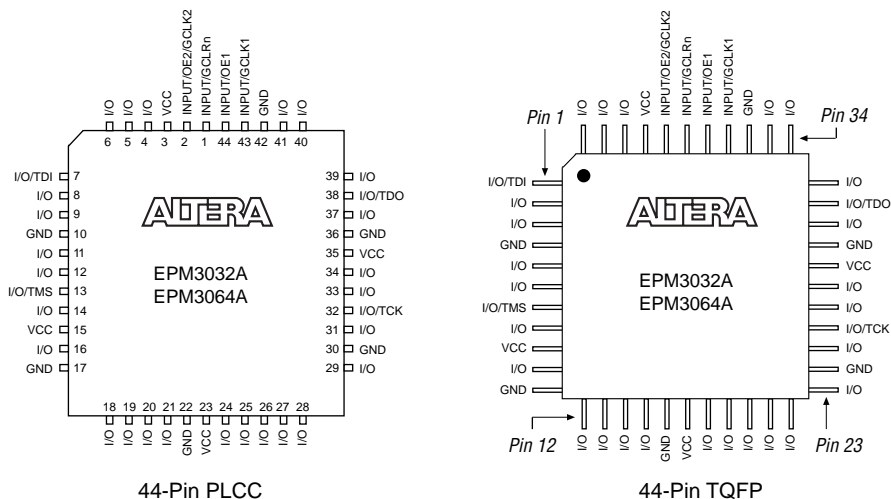 I/O I/O I/O VCC INPUT/OE2/GCLK2 INPUT/GCLRn INPUT/OE1 INPUT/GCLK1 GND I/O I/O
6 5 4 3 2 1 44 43 42 41 40
I/O/TDI 7
I/O 8
I/O 9
GND 10
I/O 11
I/O 12
I/O/TMS 13
I/O 14
VCC 15
I/O 16
GND 17
ALTERA
EPM3032A
EPM3064A
39 I/O
38 I/O/TDO
37 I/O
36 GND
35 VCC
34 I/O
33 I/O
32 I/O/TCK
31 I/O
30 GND
29 I/O
18 19 20 21 22 23 24 25 26 27 28
I/O I/O I/O I/O GND VCC I/O I/O I/O I/O I/O
44-Pin PLCC
I/O I/O I/O VCC INPUT/OE2/GCLK2 INPUT/GCLRn INPUT/OE1 INPUT/GCLK1 GND I/O I/O
Pin 1
Pin 34
I/O/TDI
I/O
I/O
GND
I/O
I/O
I/O/TMS
I/O
VCC
I/O
GND
ALTERA
EPM3032A
EPM3064A
I/O
I/O/TDO
I/O
GND
VCC
I/O
I/O
I/O/TCK
I/O
GND
I/O
Pin 12
Pin 23
I/O I/O I/O I/O GND VCC I/O I/O I/O I/O I/O
44-Pin TQFP